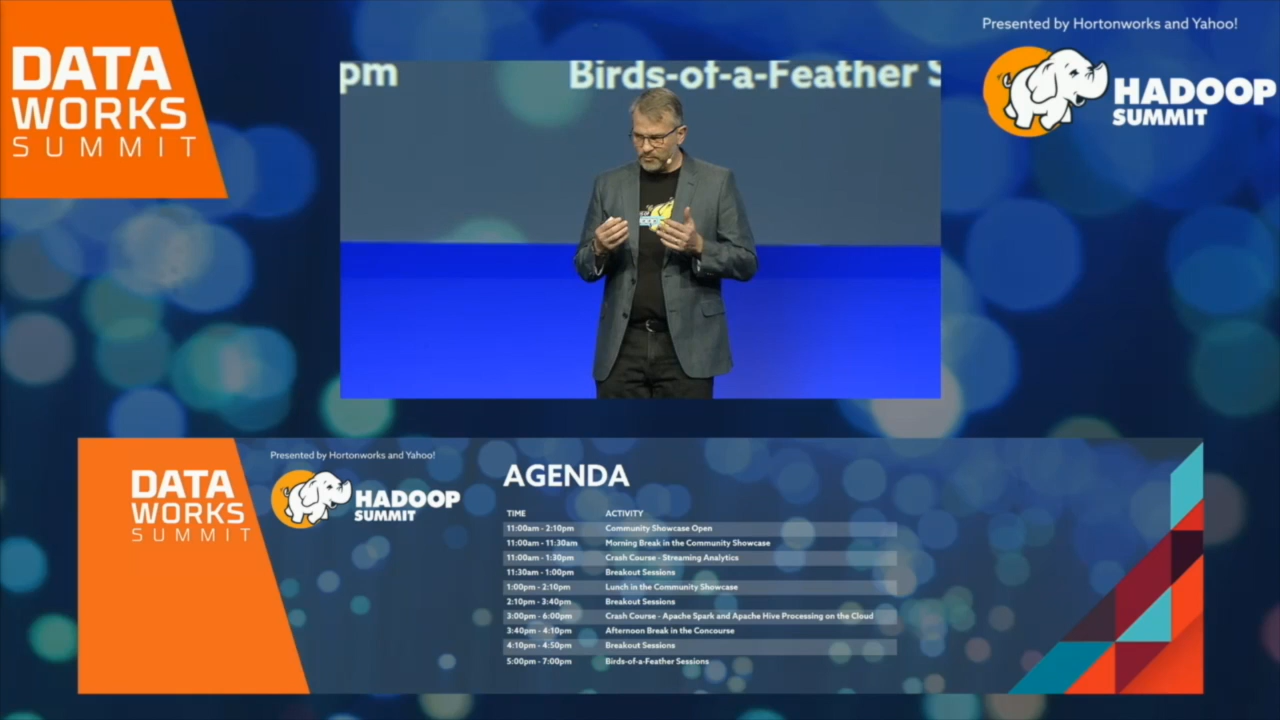 DATA
WORKS
SUMMIT
Presented by Hortonworks and Yahoo!
HADOOP
SUMMIT
pm
Birds-of-a-Feather S
Presented by Hortonworks and Yahoo!
DATA
WORKS
SUMMIT
HADOOP
SUMMIT
AGENDA
TIME ACTIVITY
11:00am - 2:10pm Community Showcase Open
11:00am - 11:30am Morning Break in the Community Showcase
11:00am - 1:30pm Crash Course - Streaming Analytics
11:30am - 1:00pm Breakout Sessions
1:00pm - 2:10pm Lunch in the Community Showcase
2:10pm - 3:40pm Breakout Sessions
3:00pm - 6:00pm Crash Course - Apache Spark and Apache Hive Processing on the Cloud
3:40pm - 4:10pm Afternoon Break in the Concourse
4:10pm - 4:50pm Breakout Sessions
5:00pm - 7:00pm Birds-of-a-Feather Sessions